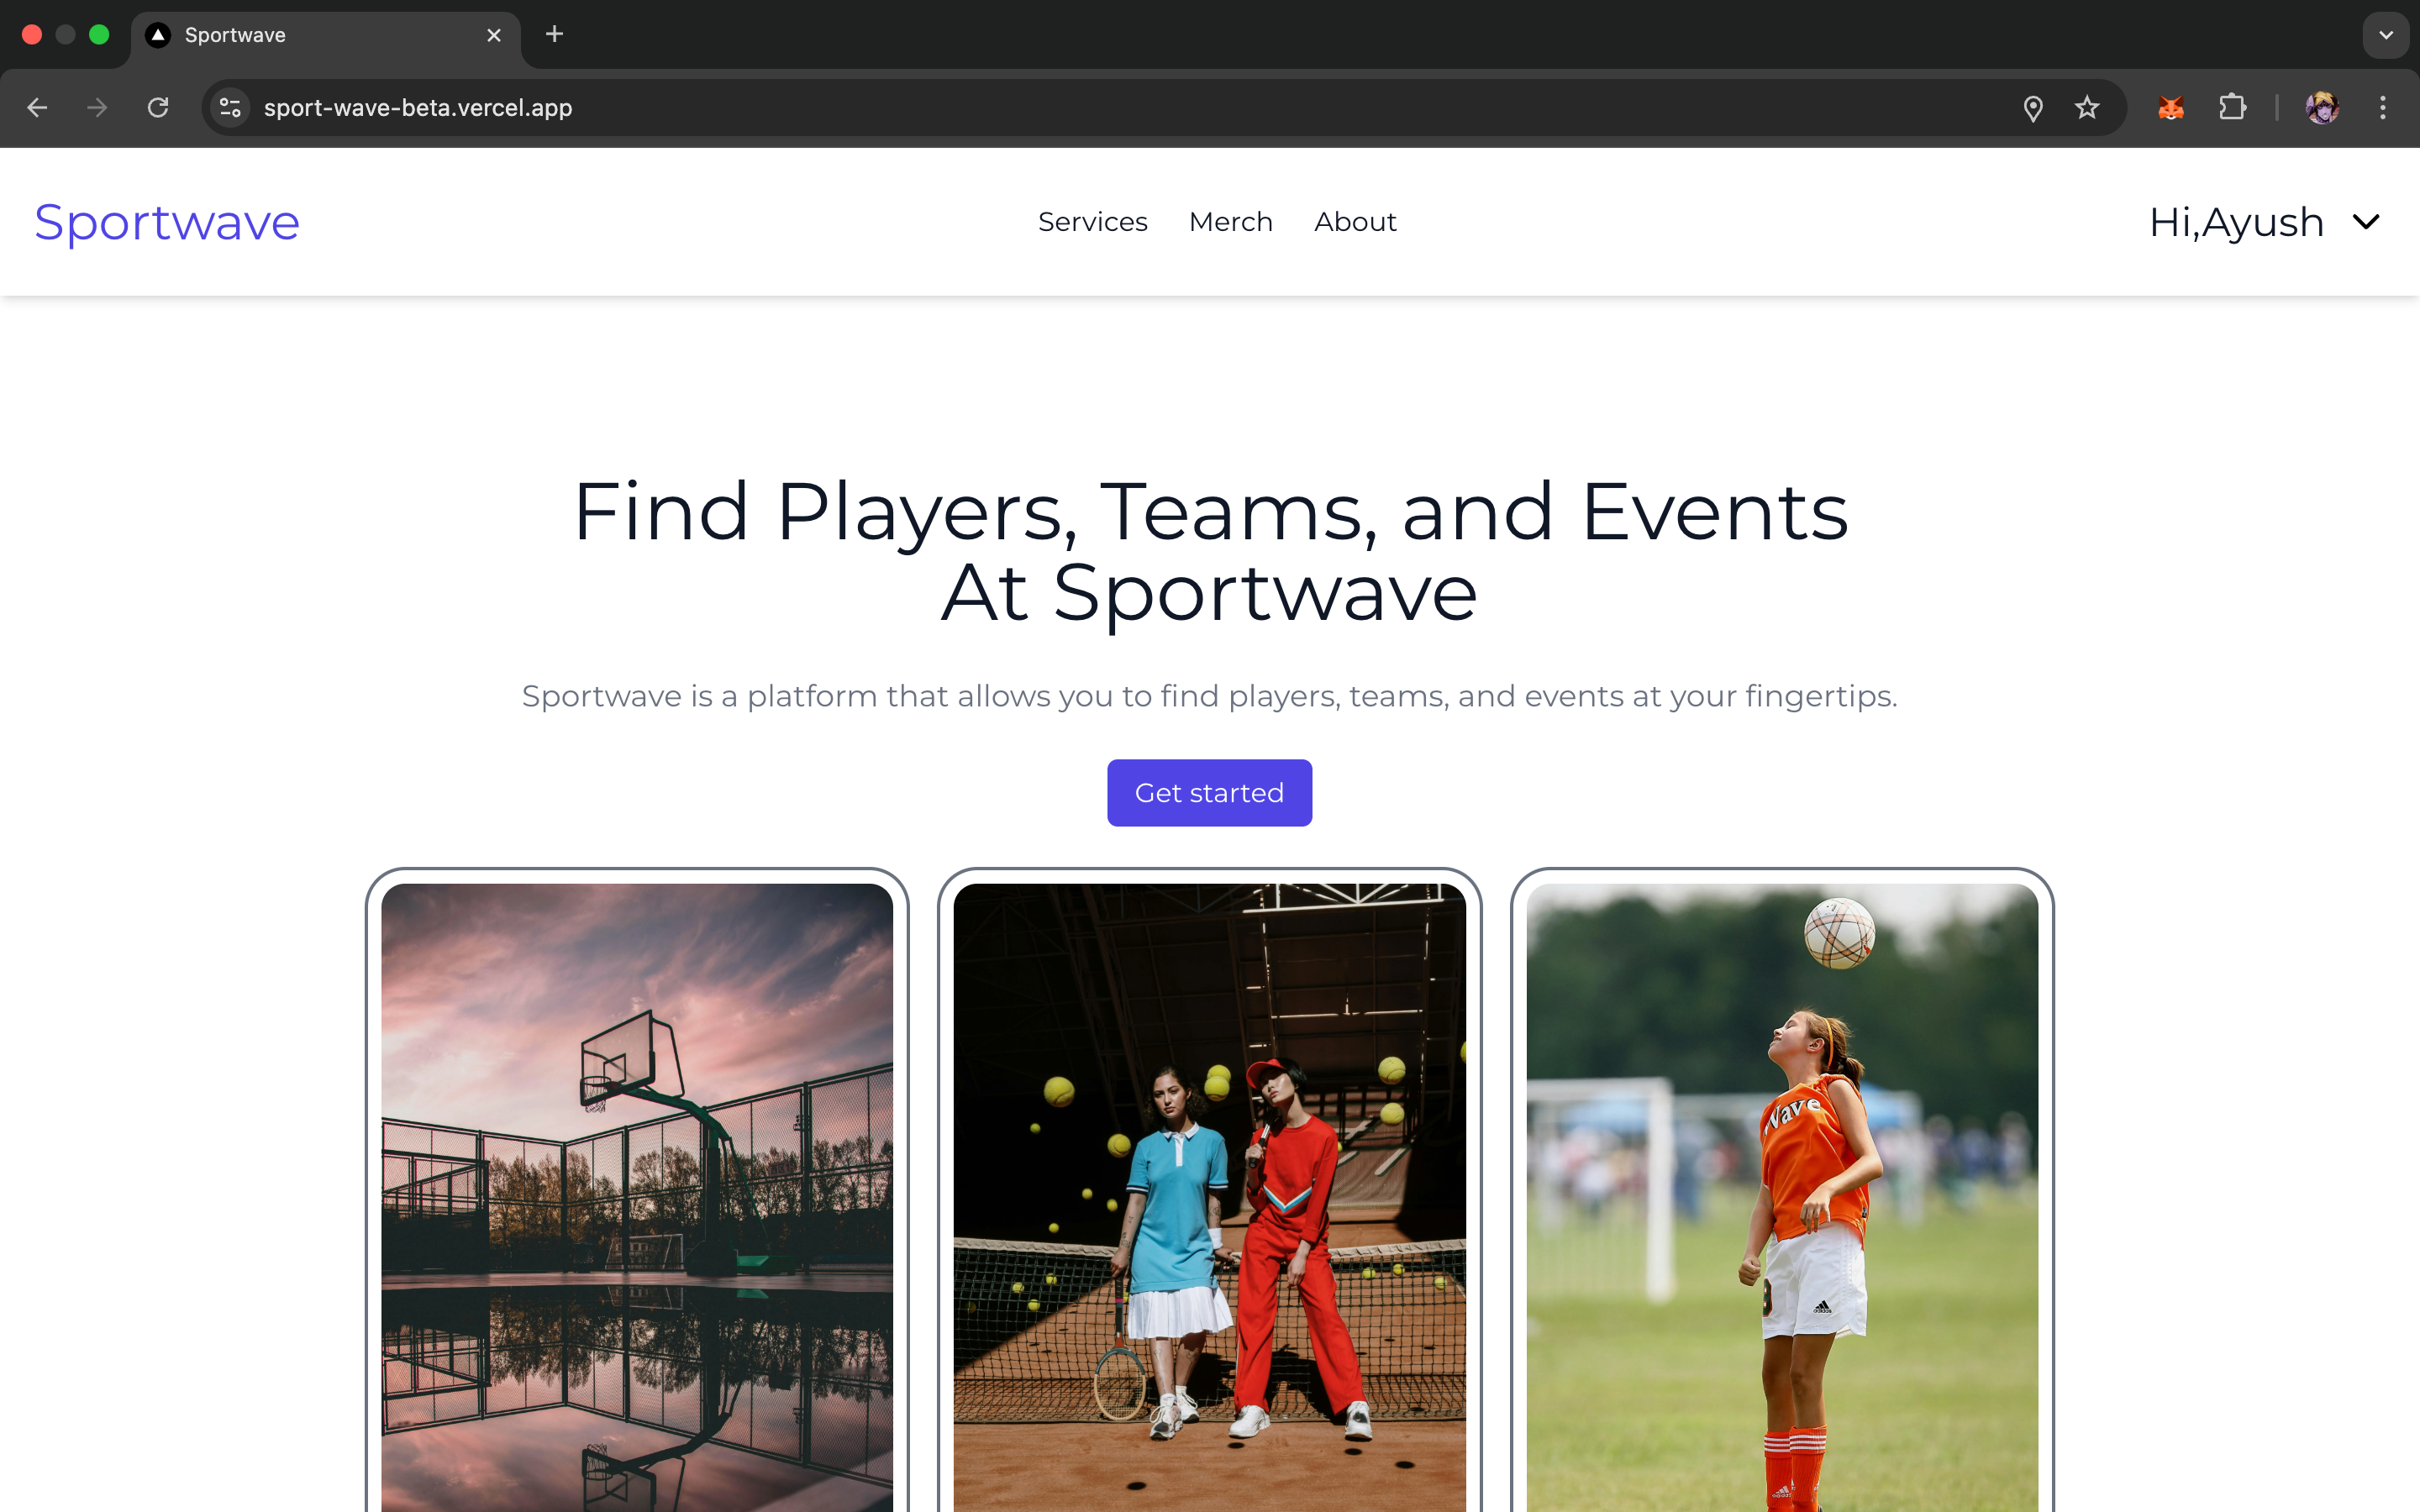 Sportwave
sport-wave-beta.vercel.app
Sportwave
Services Merch About
Hi,Ayush
Find Players, Teams, and Events
At Sportwave
Sportwave is a platform that allows you to find players, teams, and events at your fingertips.
Get started
Wave
adidas